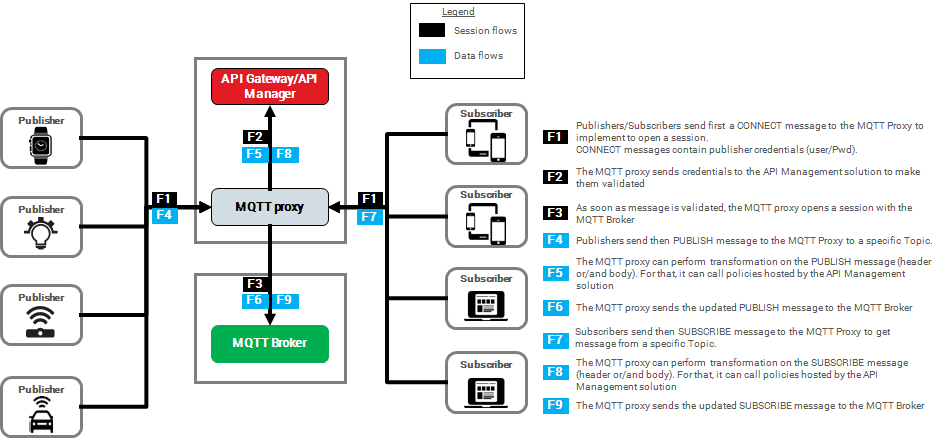 Legend
Session flows
Data flows
API Gateway/API
Manager
F2
F5 F8
MQTT proxy
F3
F6 F9
MQTT Broker
Publisher
Publisher
Publisher
Publisher
F1
F4
F1
F7
Subscriber
Subscriber
Subscriber
Subscriber
F1 Publishers/Subscribers send first a CONNECT message to the MQTT Proxy to
implement to open a session.
CONNECT messages contain publisher credentials (user/Pwd).
F2 The MQTT proxy sends credentials to the API Management solution to make
them validated
F3 As soon as message is validated, the MQTT proxy opens a session with the
MQTT Broker
F4 Publishers send then PUBLISH message to the MQTT Proxy to a specific Topic.
F5 The MQTT proxy can perform transformation on the PUBLISH message (header
or/and body). For that, it can call policies hosted by the API Management
solution
F6 The MQTT proxy sends the updated PUBLISH message to the MQTT Broker
F7 Subscribers send then SUBSCRIBE message to the MQTT Proxy to get
message from a specific Topic.
F8 The MQTT proxy can perform transformation on the SUBSCRIBE message
(header or/and body). For that, it can call policies hosted by the API
Management solution
F9 The MQTT proxy sends the updated SUBSCRIBE message to the MQTT Broker